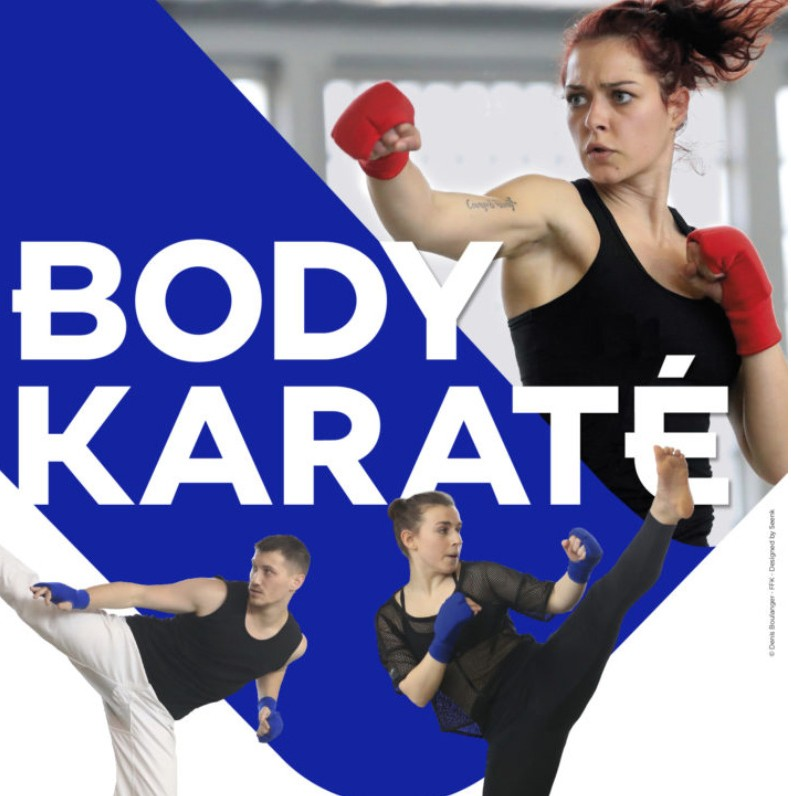 BODY
KARATÉ
© Denis Boulanger - FFK - Designed by Seenk